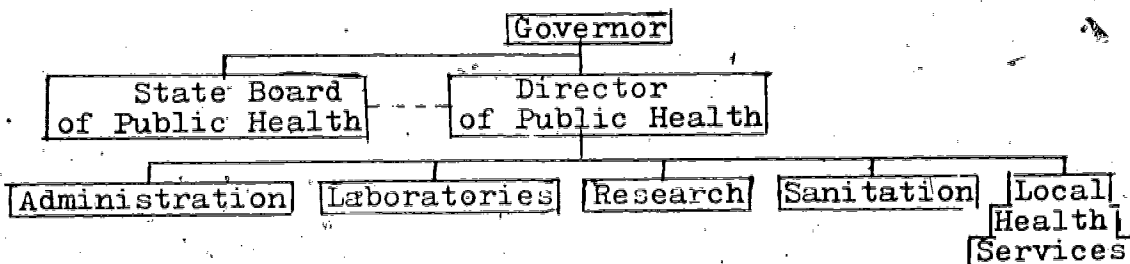 Governor
State Board
of Public Health
Director
of Public Health
Administration
Laboratories
Research
Sanitation
Local
Health
Services